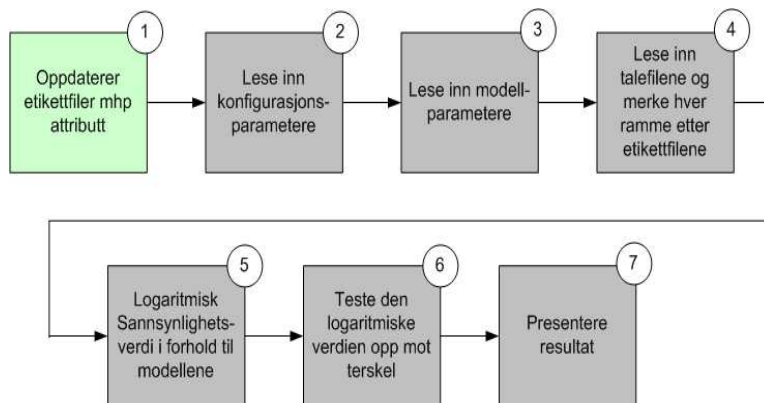 1
Oppdaterer
etikettfiler mhp
attributt
2
Lese inn
konfigurasjons-
parametere
3
Lese inn modell-
parametere
4
Lese inn
talefilene og
merke hver
ramme etter
etikettfilene
5
Logaritmisk
Sannsynlighets-
verdi i forhold til
modellene
6
Teste den
logaritmiske
verdien opp mot
terskel
7
Presentere
resultat